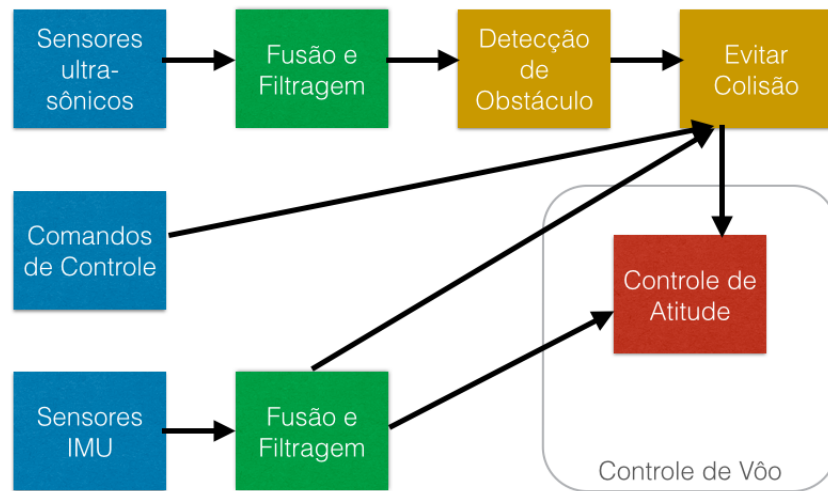 Sensores
ultra-
sônicos
Fusão e
Filtragem
Detecção
de
Obstáculo
Evitar
Colisão
Comandos
de Controle
Controle de
Atitude
Sensores
IMU
Fusão e
Filtragem
Controle de Vôo